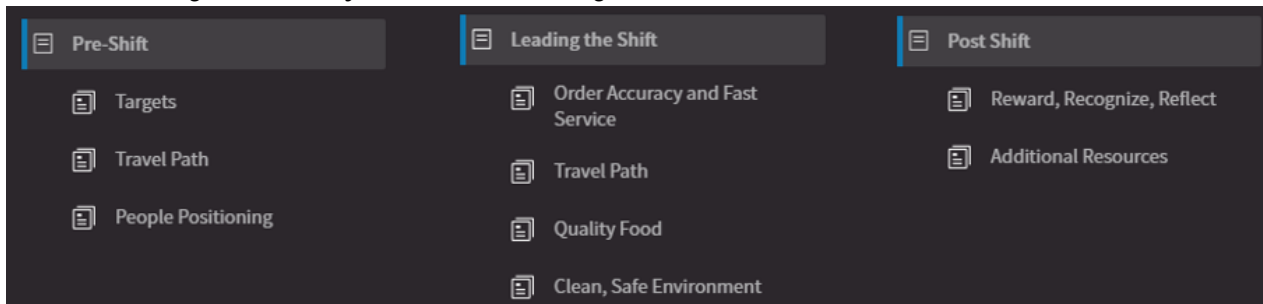 Pre-Shift
Targets
Travel Path
People Positioning
Leading the Shift
Order Accuracy and Fast
Service
Travel Path
Quality Food
Clean, Safe Environment
Post Shift
Reward, Recognize, Reflect
Additional Resources